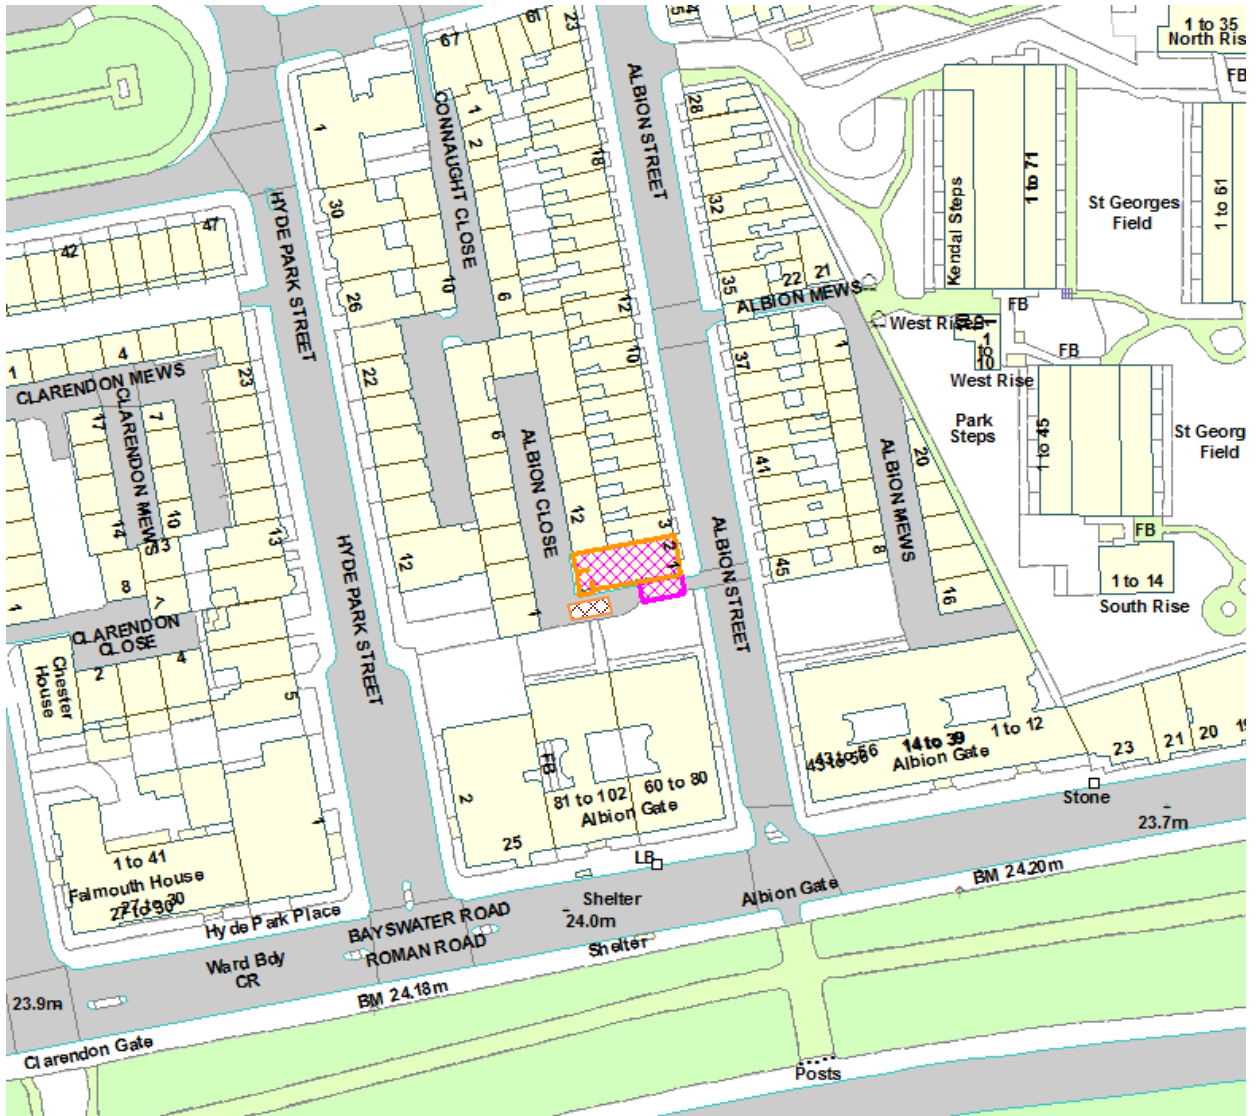 67
61
23
5
1 to 35
North Rise
FB
1
CONNAUGHT CLOSE
1
2
ALBION STREET
28
18
Kendal Steps
1 to 71
St Georges
Field
1 to 61
HYDE PARK STREET
30
32
47
42
26
10
6
12
35
22
21
ALBION MEWS
FB
West Rise
1
to
10
FB
West Rise
1
4
CLARENDON MEWS
23
22
10
37
1
Park
Steps
CLARENDON MEWS
17
7
6
ALBION CLOSE
41
ALBION MEWS
20
1 to 45
St Georg
Field
14
10
13
13
12
12
3
2
1
ALBION STREET
45
8
16
FB
1 to 14
South Rise
1
8
7
CLARENDON
CLOSE
HYDE PARK STREET
1
Chester
House
2
4
5
FB
2
81 to 102
60 to 80
Albion Gate
25
43 to 56
14 to 39
1 to 12
Albion Gate
23
21
20
19
Stone
23.7m
1
1 to 41
Falmouth House
27 to 30
Hyde Park Place
LB
Shelter
24.0m
Albion Gate
BM 24.20m
BAYSWATER ROAD
ROMAN ROAD
Shelter
Ward Bdy
CR
BM 24.18m
23.9m
Clarendon Gate
Posts